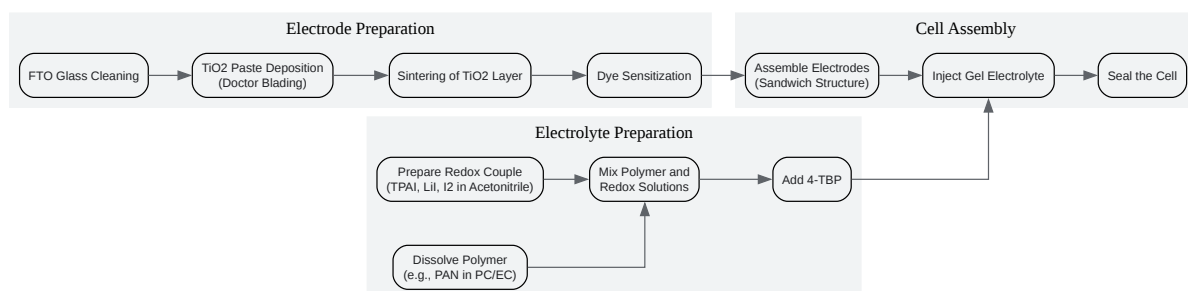 Electrode Preparation
FTO Glass Cleaning
TiO2 Paste Deposition
(Doctor Blading)
Sintering of TiO2 Layer
Dye Sensitization
Cell Assembly
Assemble Electrodes
(Sandwich Structure)
Inject Gel Electrolyte
Seal the Cell
Electrolyte Preparation
Prepare Redox Couple
(TPAI, LiI, I2 in Acetonitrile)
Mix Polymer and
Redox Solutions
Add 4-TBP
Dissolve Polymer
(e.g., PAN in PC/EC)